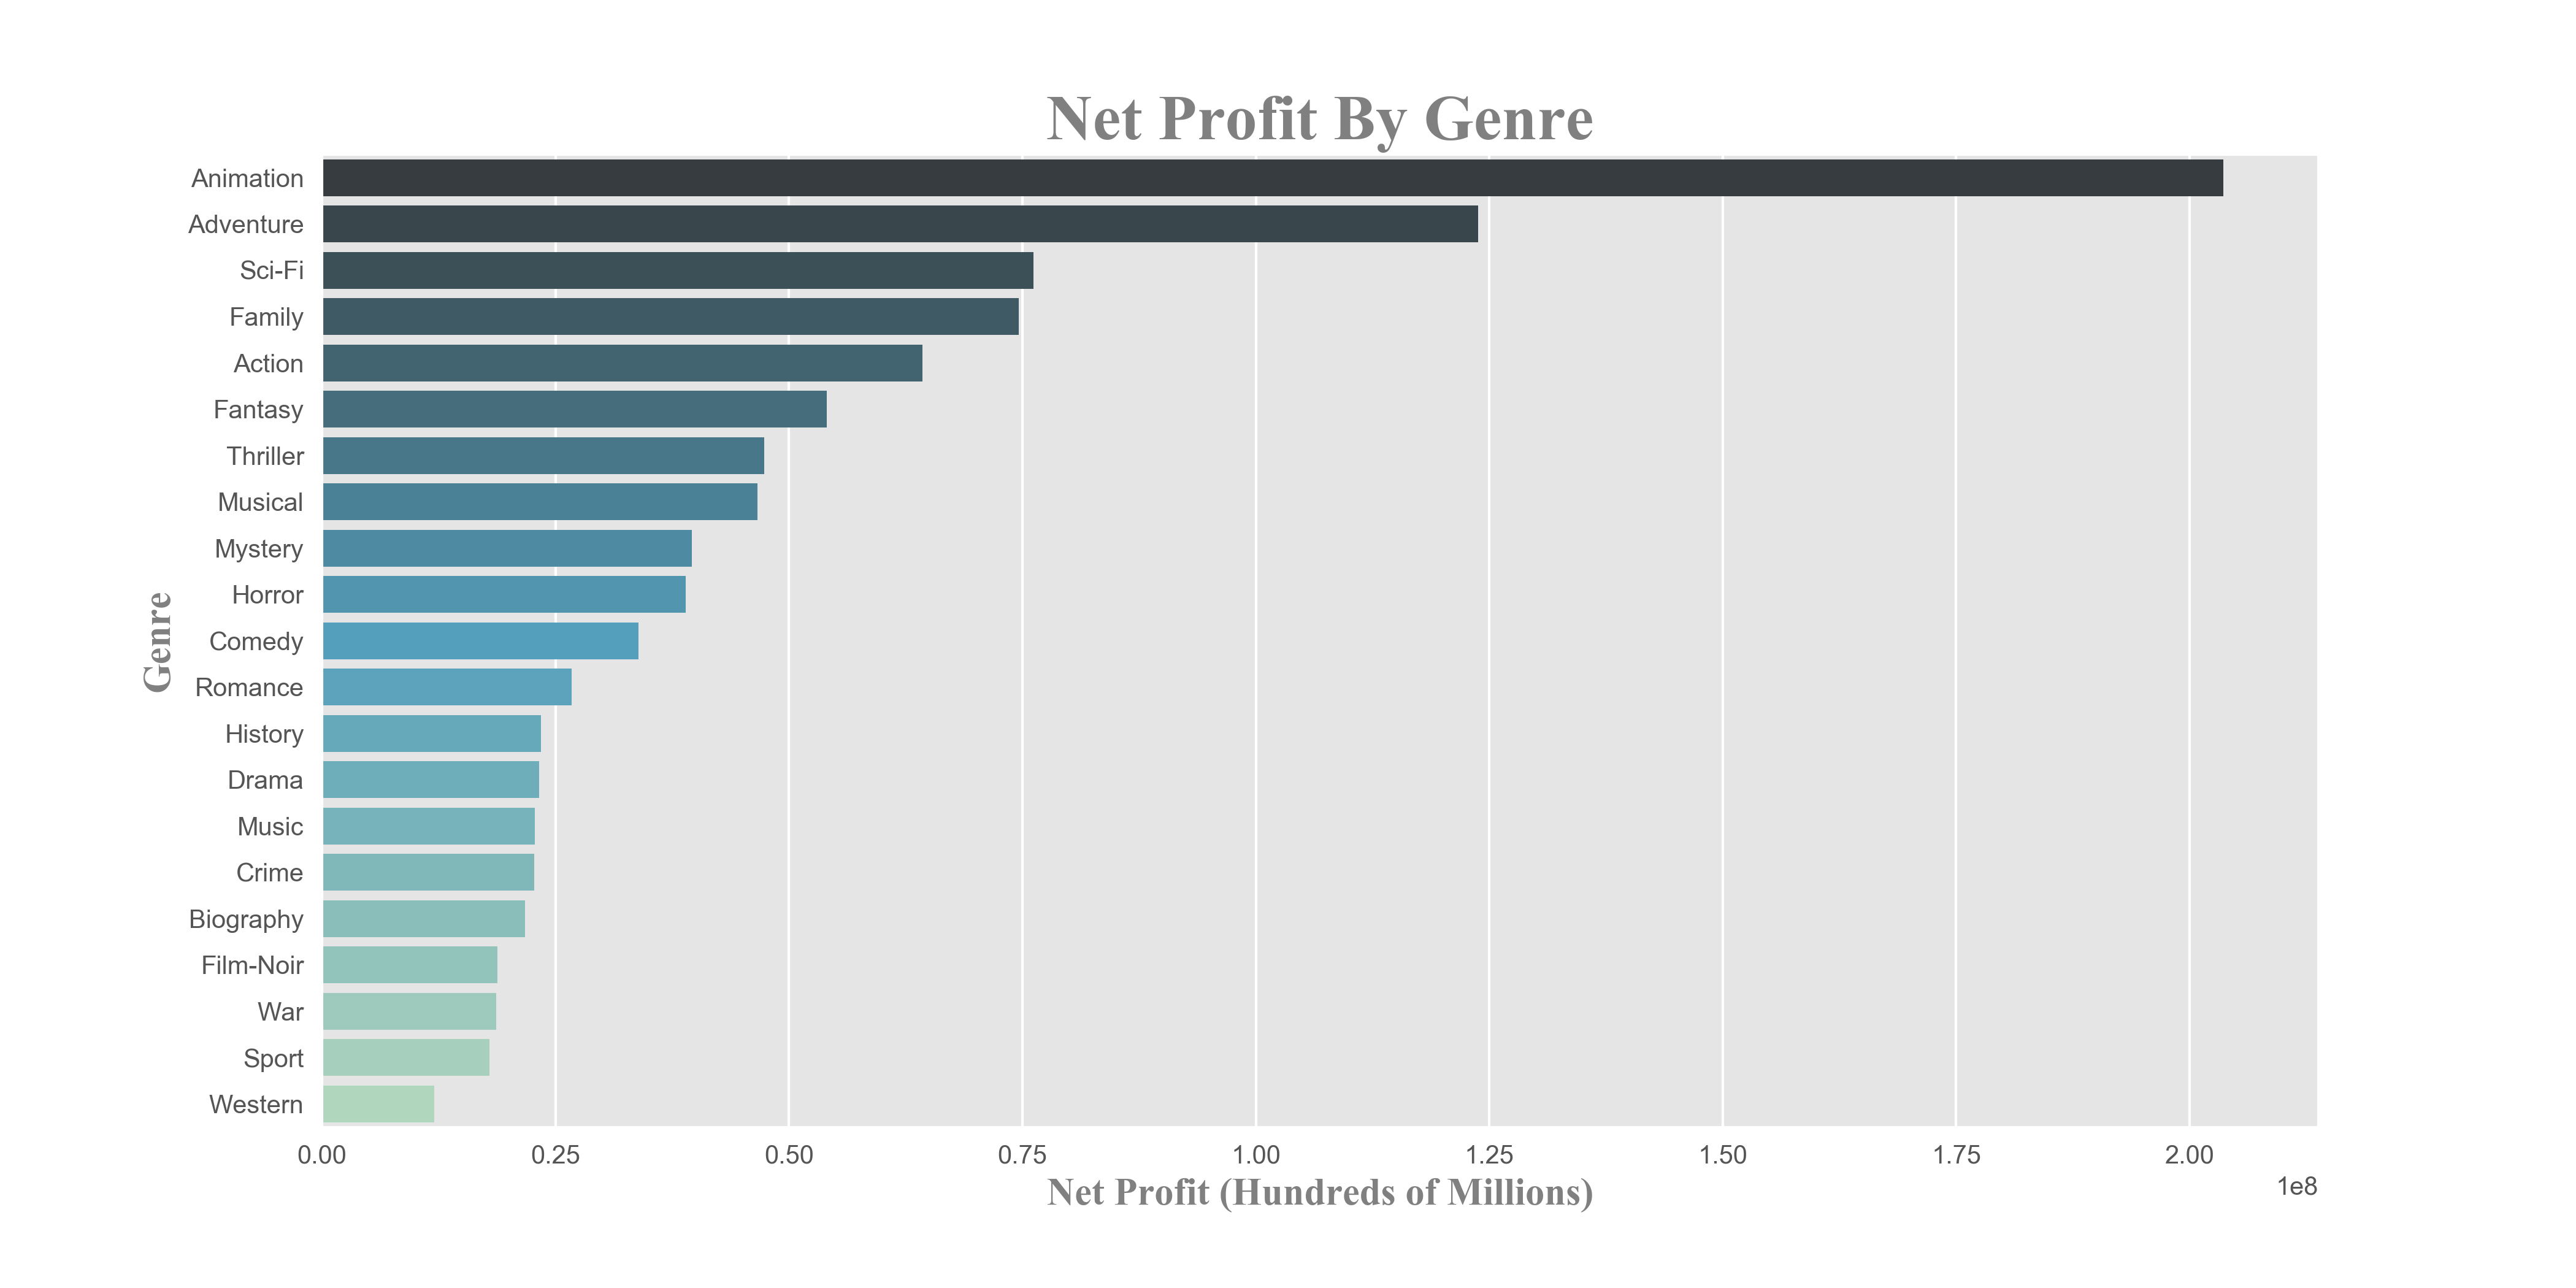 Net Profit By Genre
Animation
Adventure
Sci-Fi
Family
Action
Fantasy
Thriller
Musical
Mystery
Horror
Comedy
Romance
History
Drama
Music
Crime
Biography
Film-Noir
War
Sport
Western
Genre
0.00 0.25 0.50 0.75 1.00 1.25 1.50 1.75 2.00
1e8
Net Profit (Hundreds of Millions)